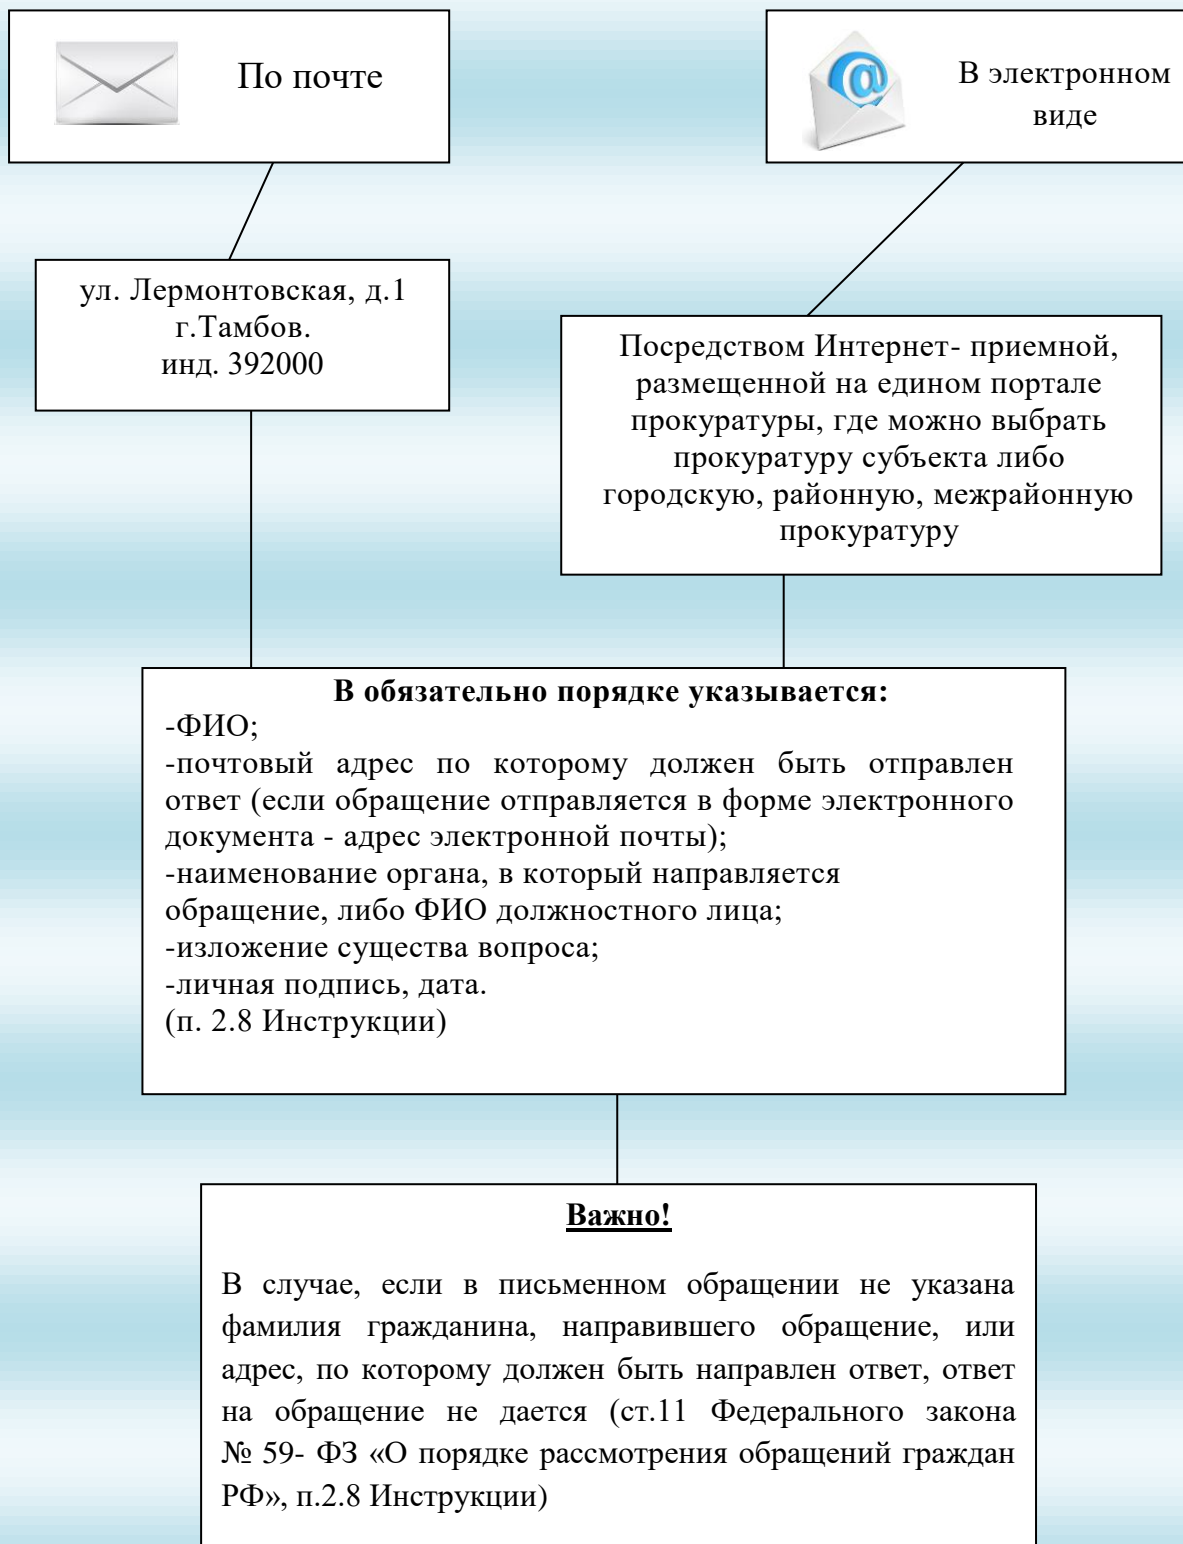 По почте
В электронном
виде
ул. Лермонтовская, д.1
г.Тамбов.
инд. 392000
Посредством Интернет- приемной,
размещенной на едином портале
прокуратуры, где можно выбрать
прокуратуру субъекта либо
городскую, районную, межрайонную
прокуратуру
В обязательно порядке указывается:
-ФИО;
-почтовый адрес по которому должен быть отправлен
ответ (если обращение отправляется в форме электронного
документа - адрес электронной почты);
-наименование органа, в который направляется
обращение, либо ФИО должностного лица;
-изложение существа вопроса;
-личная подпись, дата.
(п. 2.8 Инструкции)
Важно!
В случае, если в письменном обращении не указана
фамилия гражданина, направившего обращение, или
адрес, по которому должен быть направлен ответ, ответ
на обращение не дается (ст.11 Федерального закона
№ 59- ФЗ «О порядке рассмотрения обращений граждан
РФ», п.2.8 Инструкции)